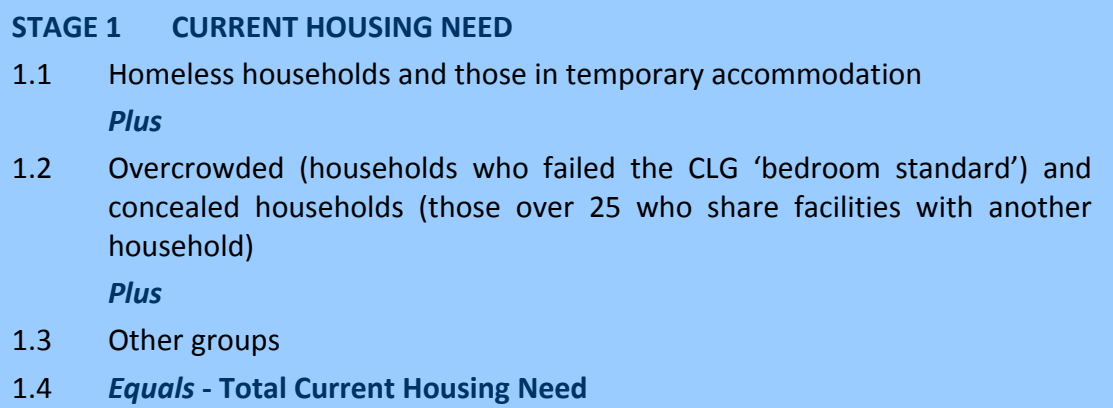 STAGE 1 CURRENT HOUSING NEED
1.1 Homeless households and those in temporary accommodation
Plus
1.2 Overcrowded (households who failed the CLG ‘bedroom standard’) and
concealed households (those over 25 who share facilities with another
household)
Plus
1.3 Other groups
1.4 Equals - Total Current Housing Need